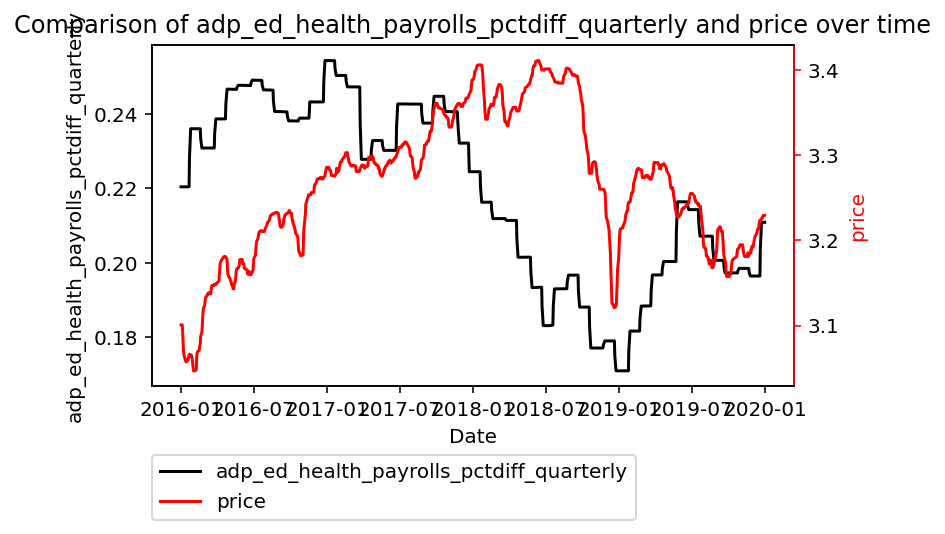 Comparison of adp_ed_health_payrolls_pctdiff_quarterly and price over time
adp_ed_health_payrolls_pctdiff_quarterly
0.24
0.22
0.20
0.18
3.4
3.3
3.2
3.1
price
2016-01 2016-07 2017-01 2017-07 2018-01 2018-07 2019-01 2019-07 2020-01
Date
adp_ed_health_payrolls_pctdiff_quarterly
price